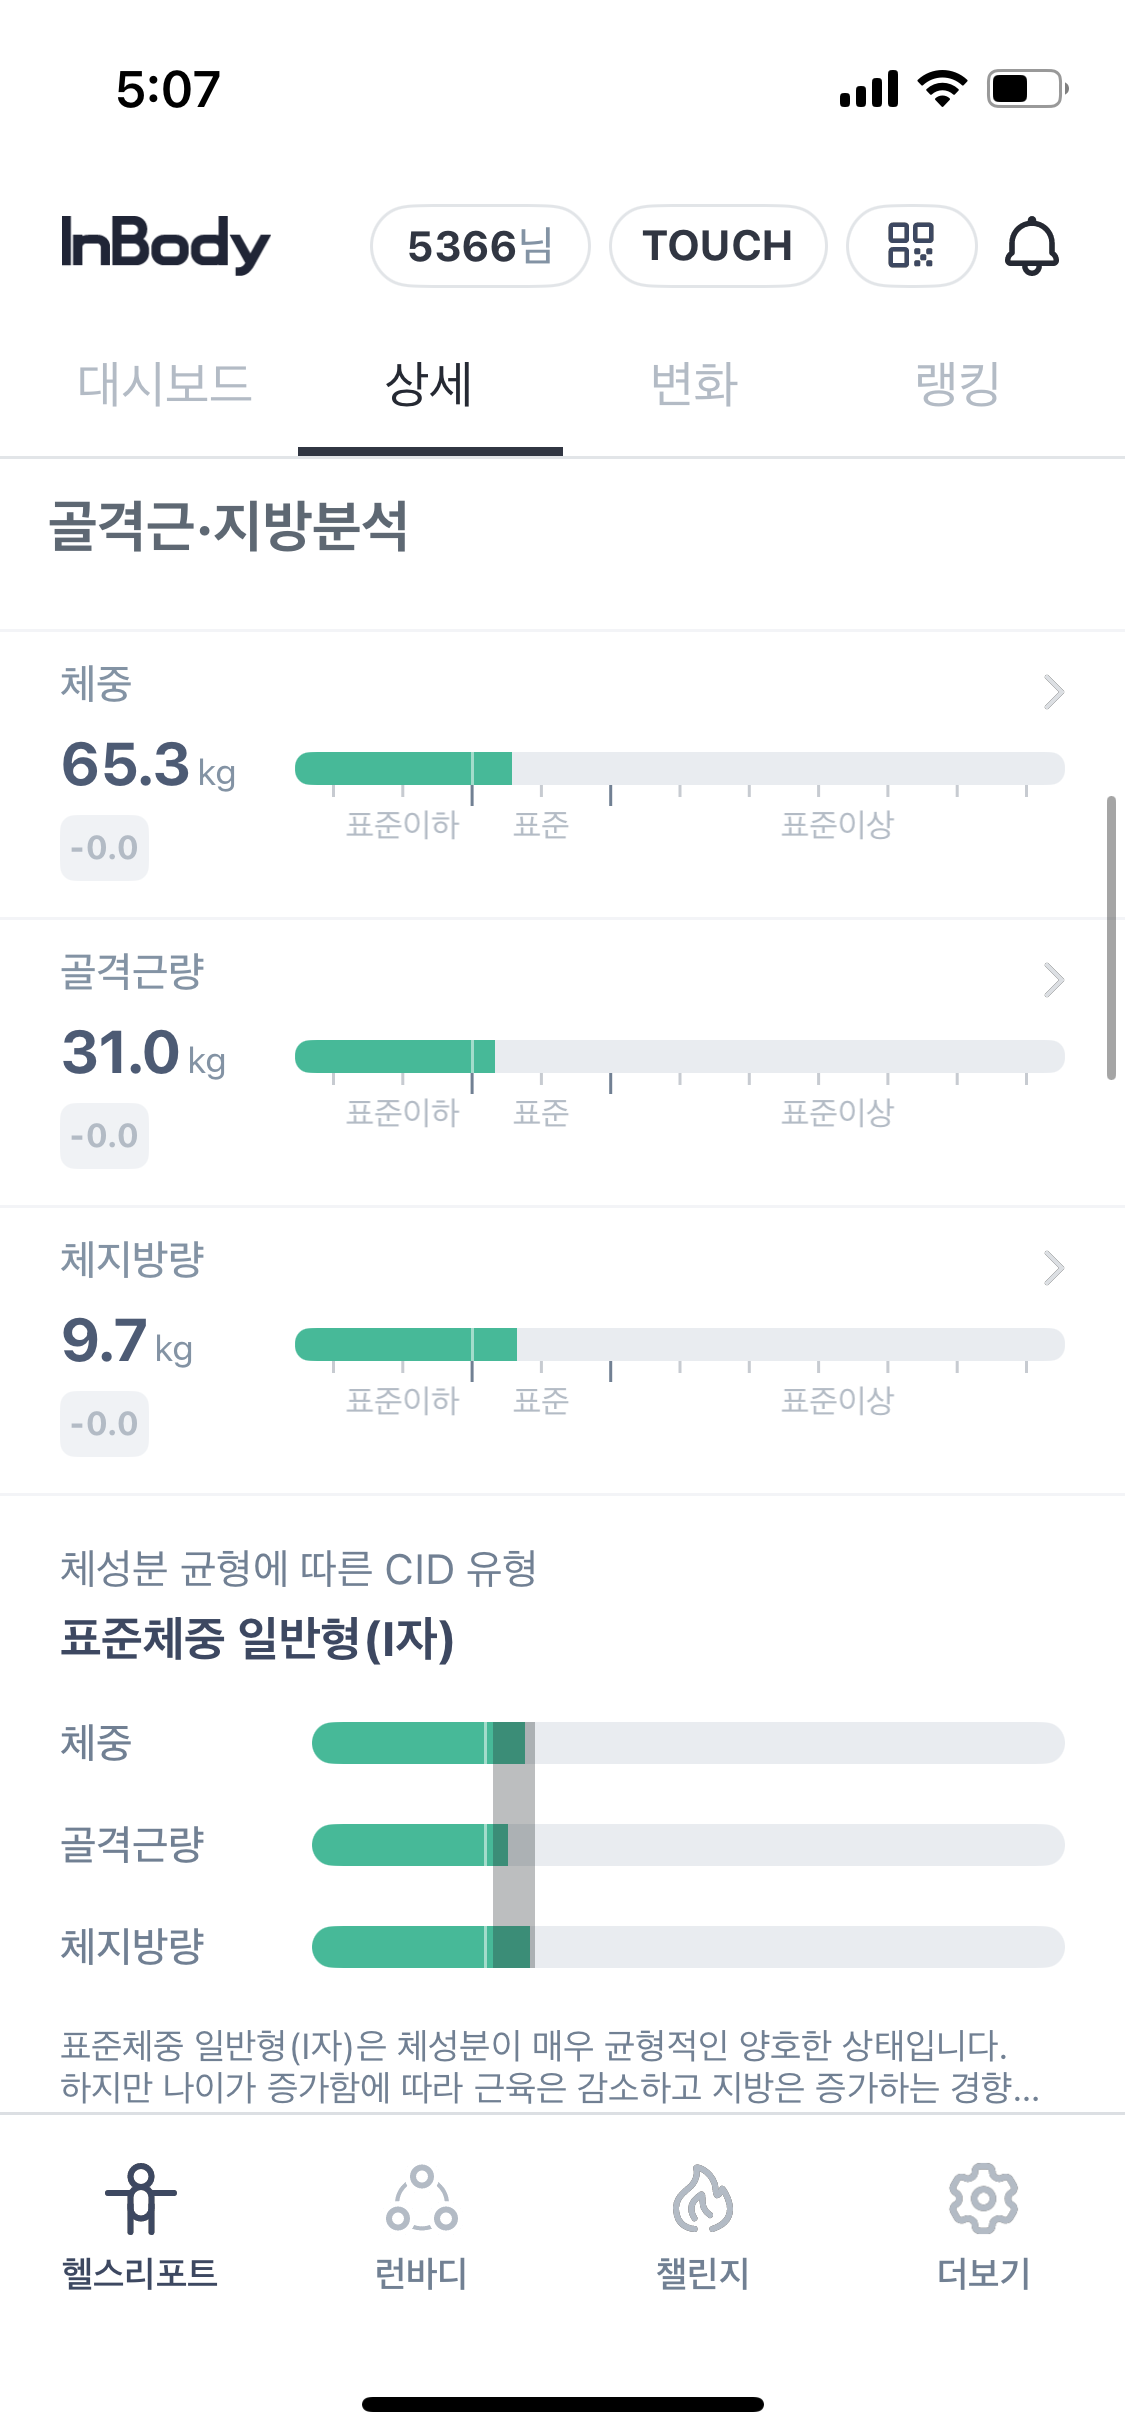 5:07
InBody
5366님
TOUCH
대시보드
상세
변화
랭킹
골격근·지방분석
체중
65.3 kg
표준이하
표준
표준이상
-0.0
골격근량
31.0 kg
표준이하
표준
표준이상
-0.0
체지방량
9.7 kg
표준이하
표준
표준이상
-0.0
체성분 균형에 따른 CID 유형
표준체중 일반형(I자)
체중
골격근량
체지방량
표준체중 일반형(I자)은 체성분이 매우 균형적인 양호한 상태입니다.
하지만 나이가 증가함에 따라 근육은 감소하고 지방은 증가하는 경향...
헬스리포트
런바디
챌린지
더보기